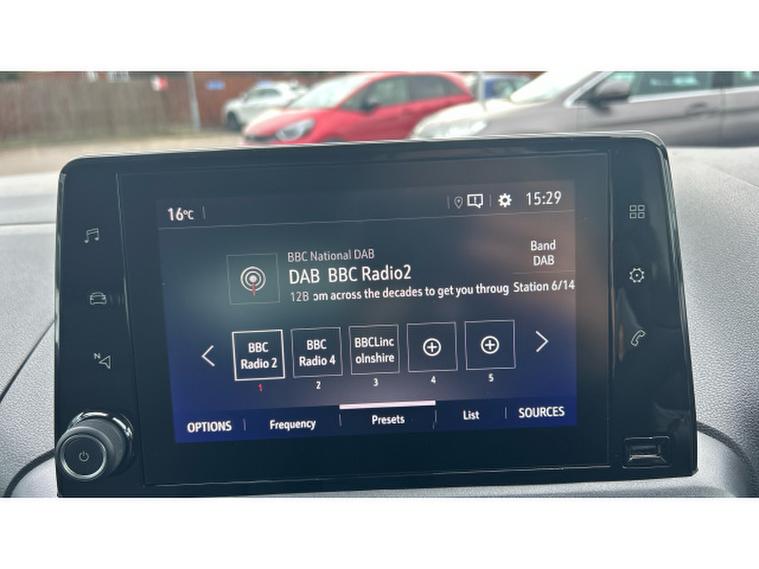 16°C
15:29
BBC National DAB
DAB BBC Radio2
12B om across the decades to get you throug
Band
DAB
Station 6/14
BBC
Radio 2
BBC
Radio 4
BBCLinc
olnshire
1
2
3
4
5
OPTIONS
Frequency
Presets
List
SOURCES
N